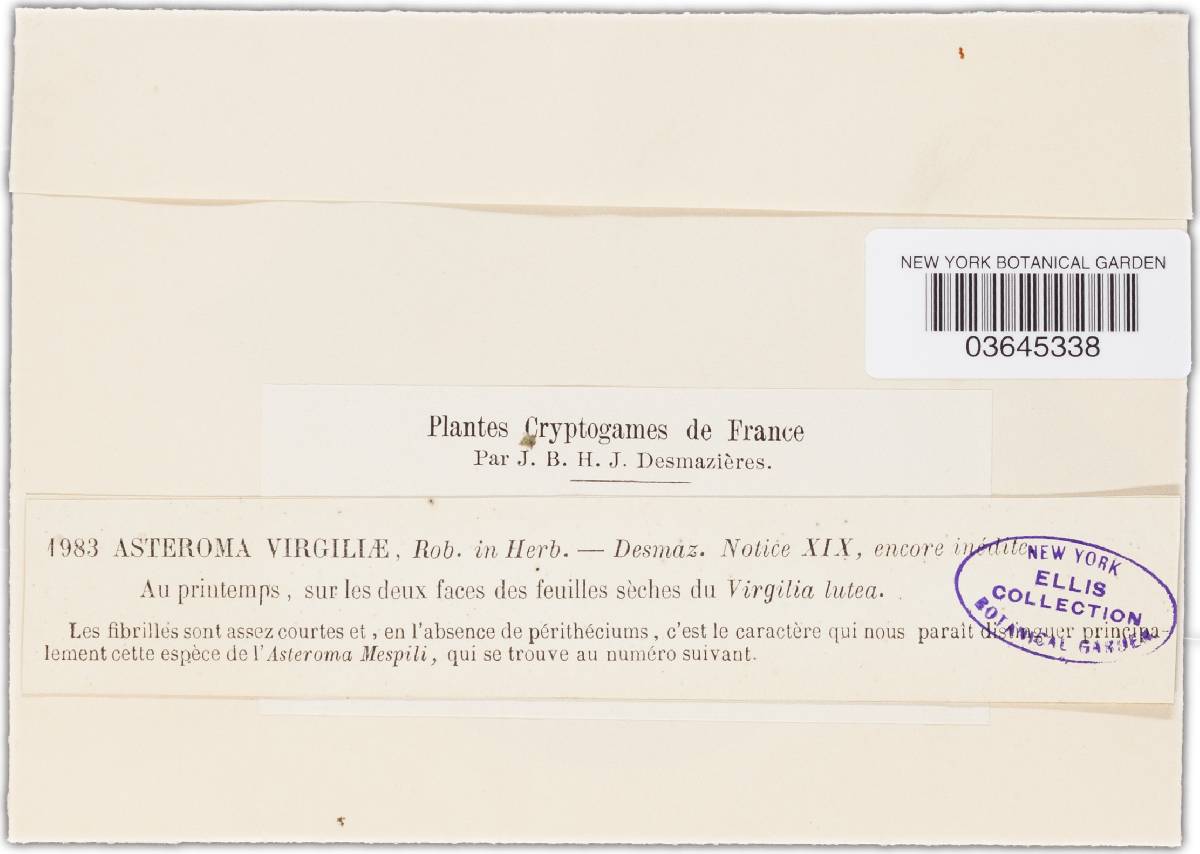 NEW YORK BOTANICAL GARDEN
03645338
Plantes Cryptogames de France
Par J. B. H. J. Desmazières.
1983 ASTEROMA VIRGILIÆ, Rob. in Herb. — Desmaz. Notice XIX, encore inédite
Au printemps, sur les deux faces des feuilles sèches du Virgilia lutea.
Les fibrilles sont assez courtes et, en l'absence de périthéciums, c'est le caractère qui nous paraît distinguer principa-
lement cette espèce de l'Asteroma Mespili, qui se trouve au numéro suivant.
NEW YORK
ELLIS
COLLECTION
BOTANICAL GARDEN